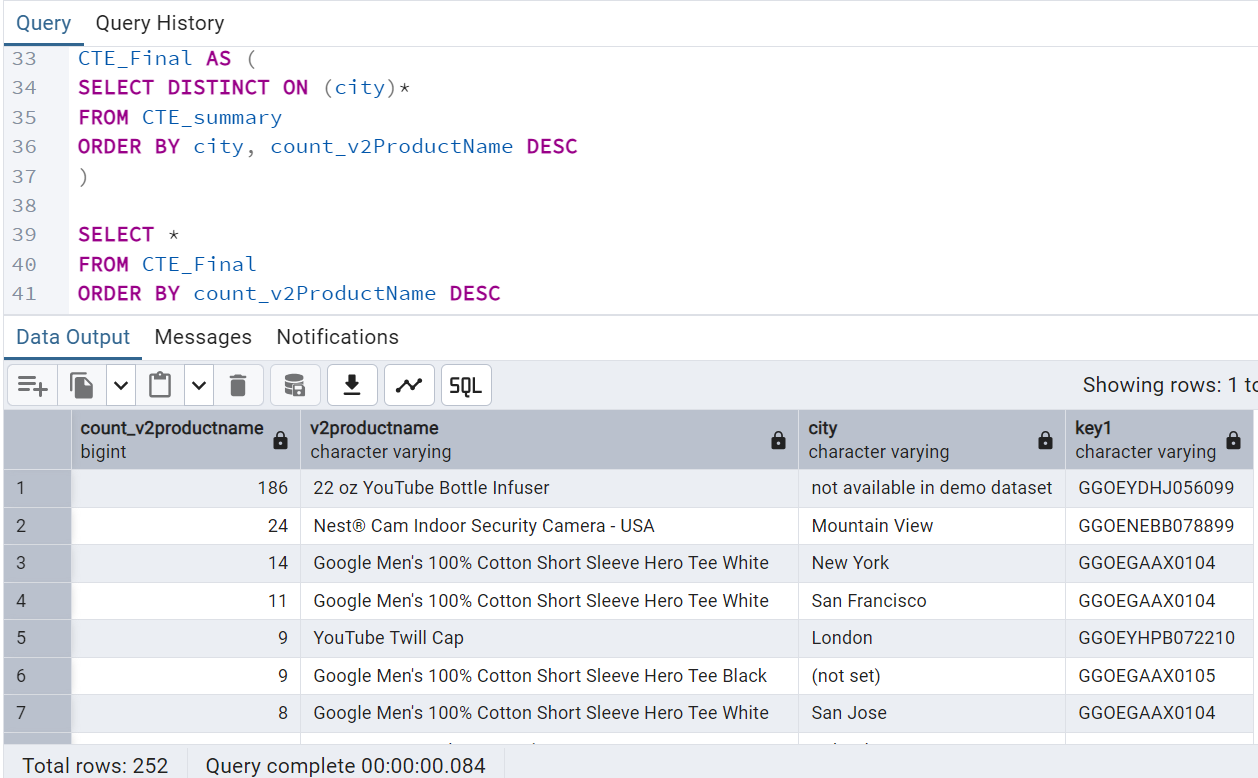 Query Query History
33 CTE_Final AS (
34 SELECT DISTINCT ON (city)*
35 FROM CTE_summary
36 ORDER BY city, count_v2ProductName DESC
37 )
38
39 SELECT *
40 FROM CTE_Final
41 ORDER BY count_v2ProductName DESC
Data Output Messages Notifications
SQL Showing rows: 1 to
count_v2productname v2productname city key1
bigint character varying character varying character varying
1 186 22 oz YouTube Bottle Infuser not available in demo dataset GGOEYDHJ056099
2 24 Nest® Cam Indoor Security Camera - USA Mountain View GGOENEBB078899
3 14 Google Men's 100% Cotton Short Sleeve Hero Tee White New York GGOEGAAX0104
4 11 Google Men's 100% Cotton Short Sleeve Hero Tee White San Francisco GGOEGAAX0104
5 9 YouTube Twill Cap London GGOEYHPB072210
6 9 Google Men's 100% Cotton Short Sleeve Hero Tee Black (not set) GGOEGAAX0105
7 8 Google Men's 100% Cotton Short Sleeve Hero Tee White San Jose GGOEGAAX0104
Total rows: 252 Query complete 00:00:00.084